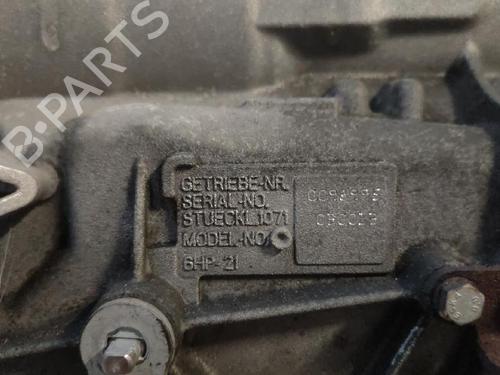 B-PARTS
GETRIEBE-NR.
SERIAL-NO.
STUECKL.1071
MODEL-NO.
6HP-21